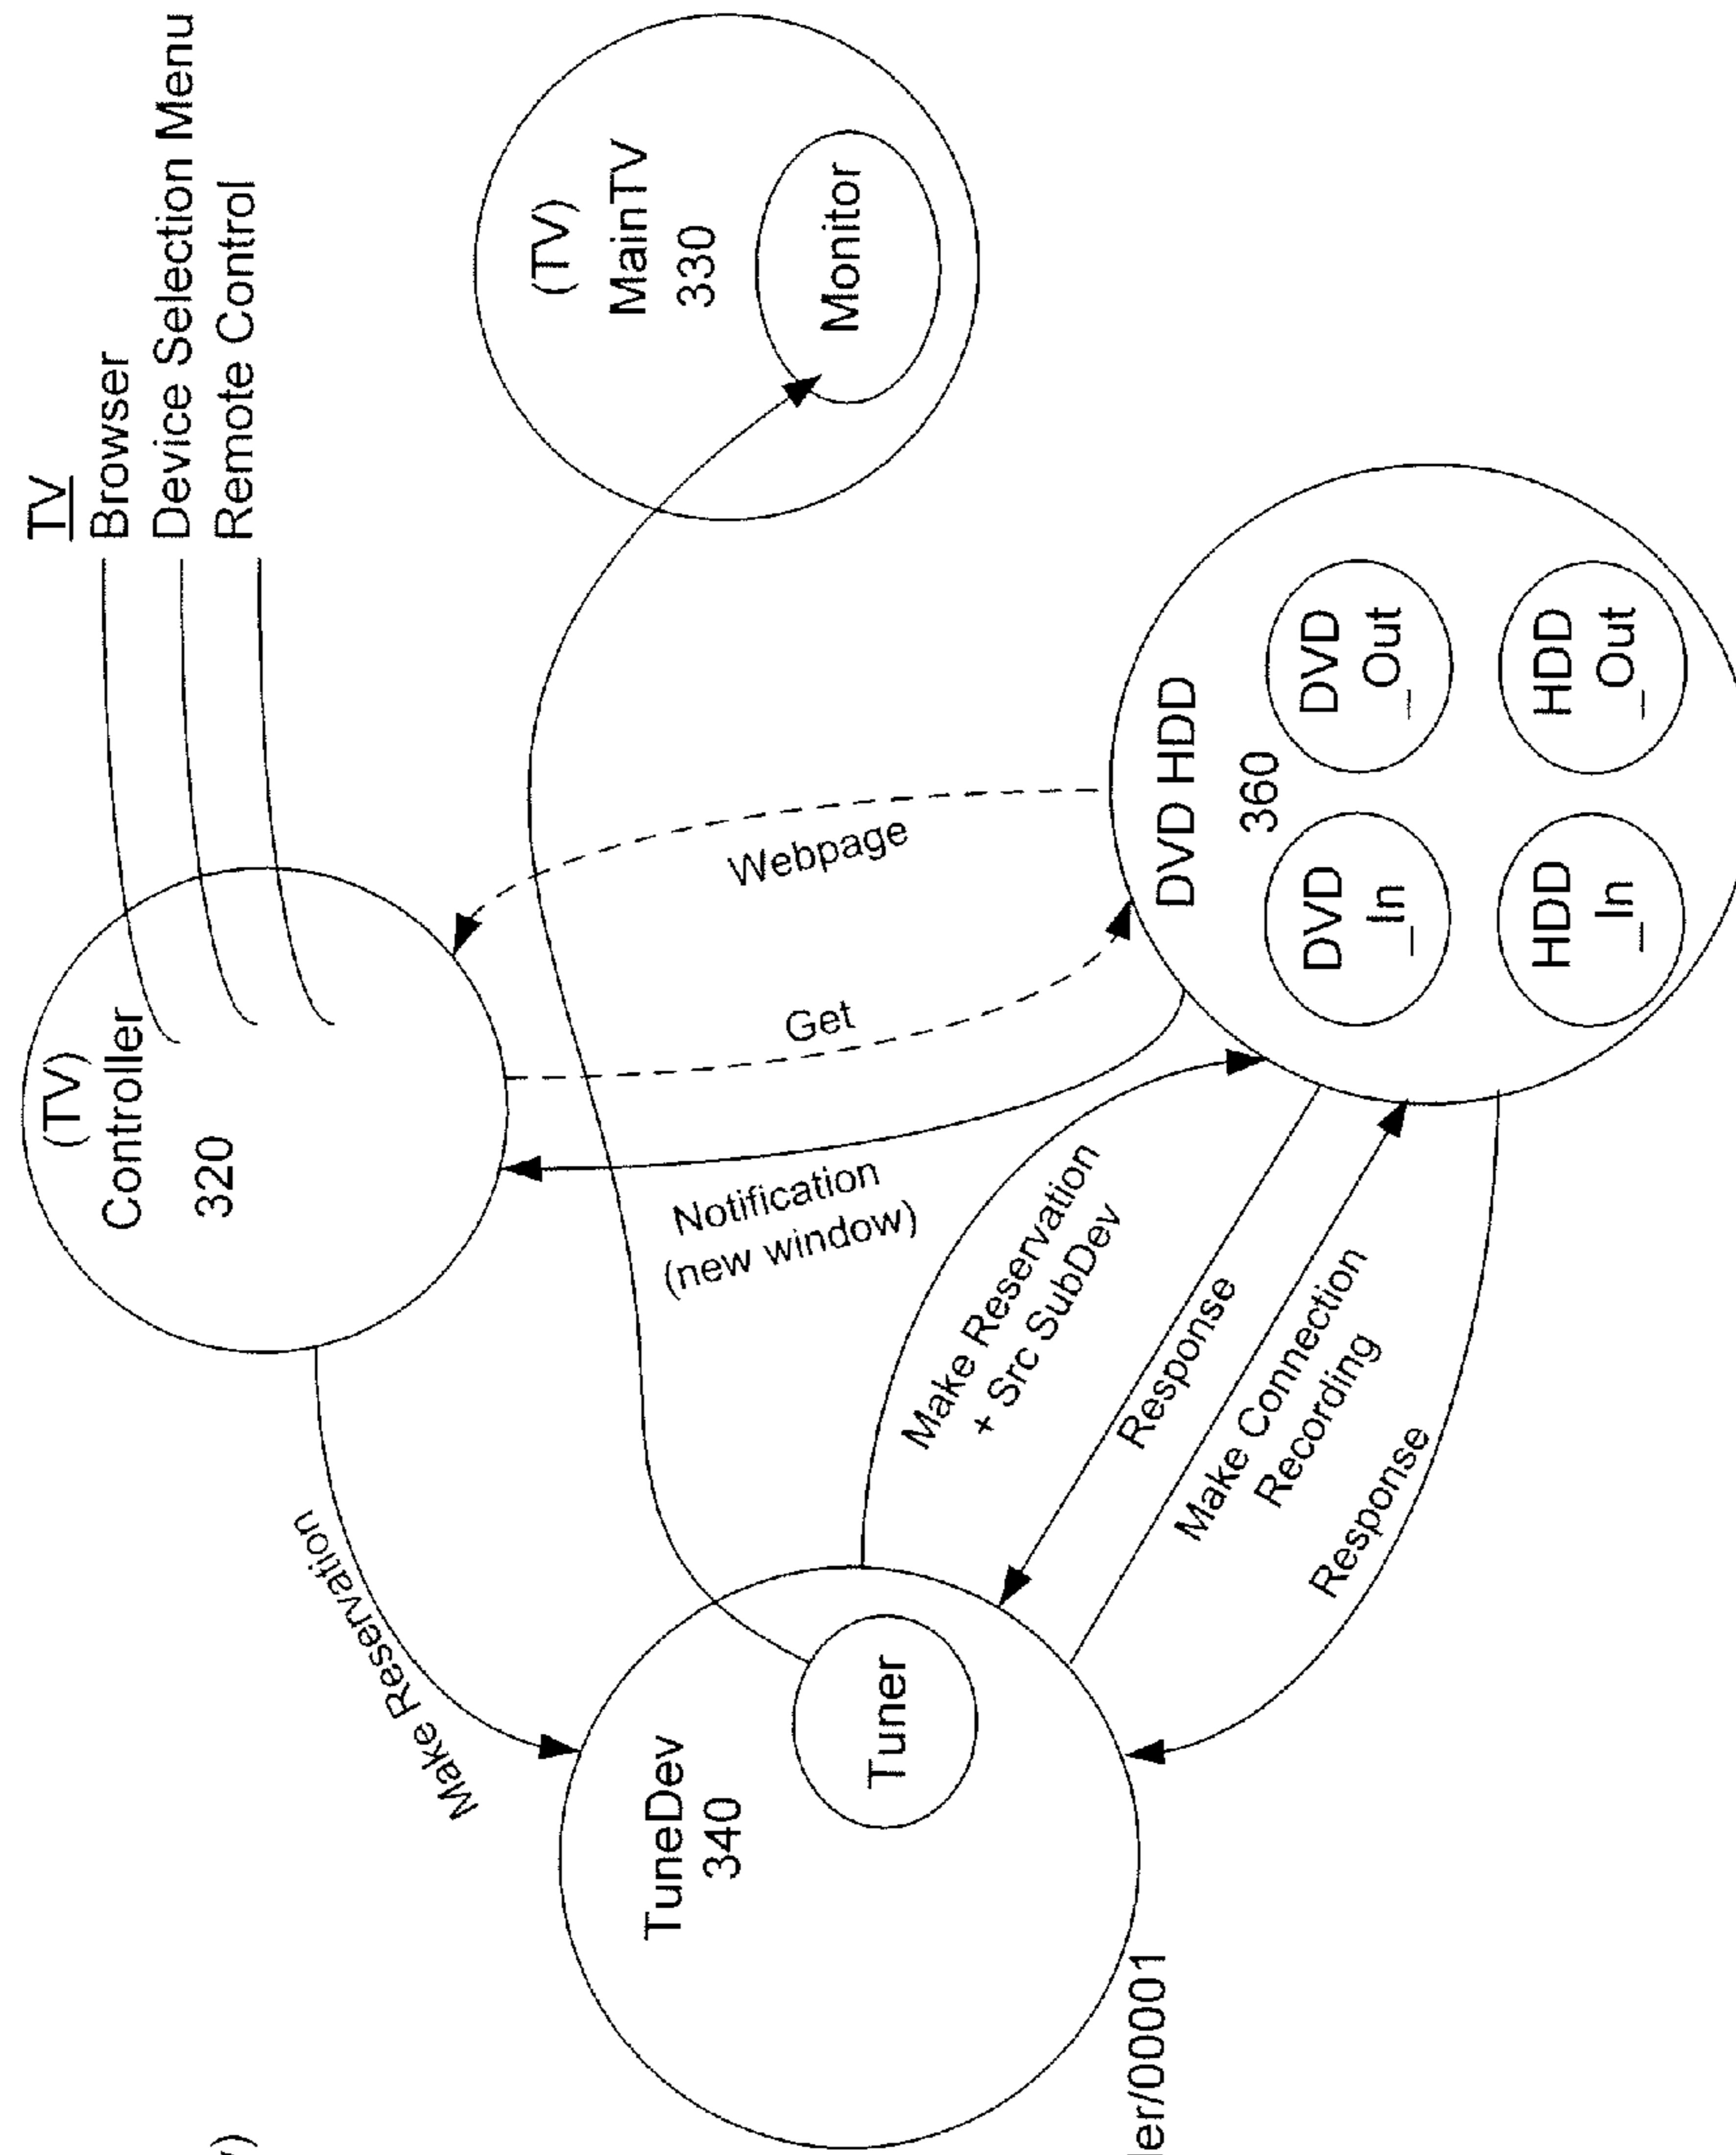 TV
Browser
Device Selection Menu
Remote Control
(TV)
Controller
320
(TV)
MainTV
330
Monitor
Make Reservation
Notification
(new window)
Get
Webpage
TuneDev
340
Tuner
Make Reservation
+ Src SubDev
Response
Make Connection
Recording
Response
DVD HDD
360
DVD
_In
DVD
_Out
HDD
_In
HDD
_Out
er/00001